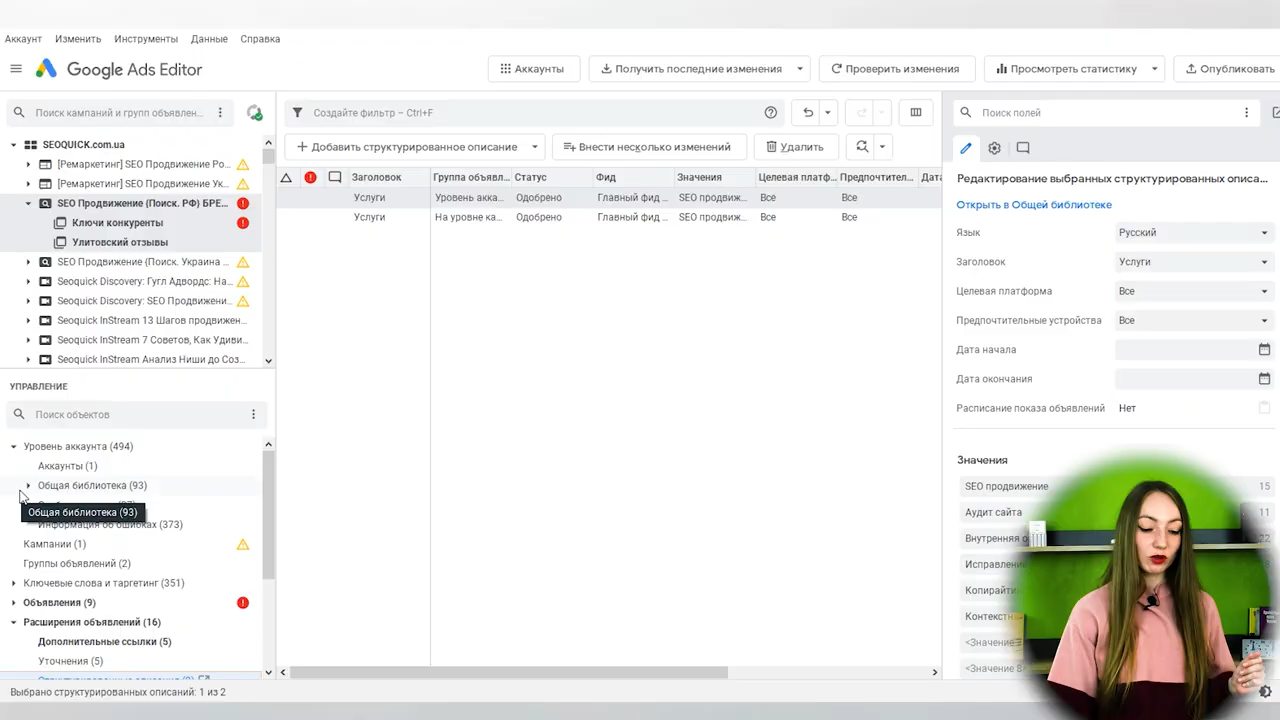 Аккаунт Изменить Инструменты Данные Справка
Google Ads Editor
Аккаунты
Получить последние изменения
Проверить изменения
Просмотреть статистику
Опубликовать
Поиск кампаний и групп объявлен...
SEOQUICK.com.ua
[Ремаркетинг] SEO Продвижение Ро...
[Ремаркетинг] SEO Продвижение Ук...
SEO Продвижение {Поиск. РФ} БРЕ...
Ключи конкуренты
Улитовский отзывы
SEO Продвижение {Поиск. Украина ...
Seoquick Discovery: Гугл Адвордс: На...
Seoquick Discovery: SEO Продвижени...
Seoquick InStream 13 Шагов продвижен...
Seoquick InStream 7 Советов, Как Удиви...
Seoquick InStream Анализ Ниши до Соз...
УПРАВЛЕНИЕ
Поиск объектов
Уровень аккаунта (494)
Аккаунты (1)
Общая библиотека (93)
Общая библиотека (93)
Информация об ошибках (373)
Кампании (1)
Группы объявлений (2)
Ключевые слова и таргетинг (351)
Объявления (9)
Расширения объявлений (16)
Дополнительные ссылки (5)
Уточнения (5)
Выбрано структурированных описаний: 1 из 2
Создайте фильтр – Ctrl+F
Добавить структурированное описание
Внести несколько изменений
Удалить
Заголовок Группа объявл... Статус Фид Значения Целевая платф... Предпочтител... Дата
Услуги Уровень акка... Одобрено Главный фид ... SEO продвиж... Все Все
Услуги На уровне ка... Одобрено Главный фид ... SEO продвиж... Все Все
Поиск полей
Редактирование выбранных структурированных описа...
Открыть в Общей библиотеке
Язык Русский
Заголовок Услуги
Целевая платформа Все
Предпочтительные устройства Все
Дата начала
Дата окончания
Расписание показа объявлений Нет
Значения
SEO продвижение 15
Аудит сайта 11
Внутренняя 22
Исправлени
Копирайти
Контекстн
<Значение
<Значение 8